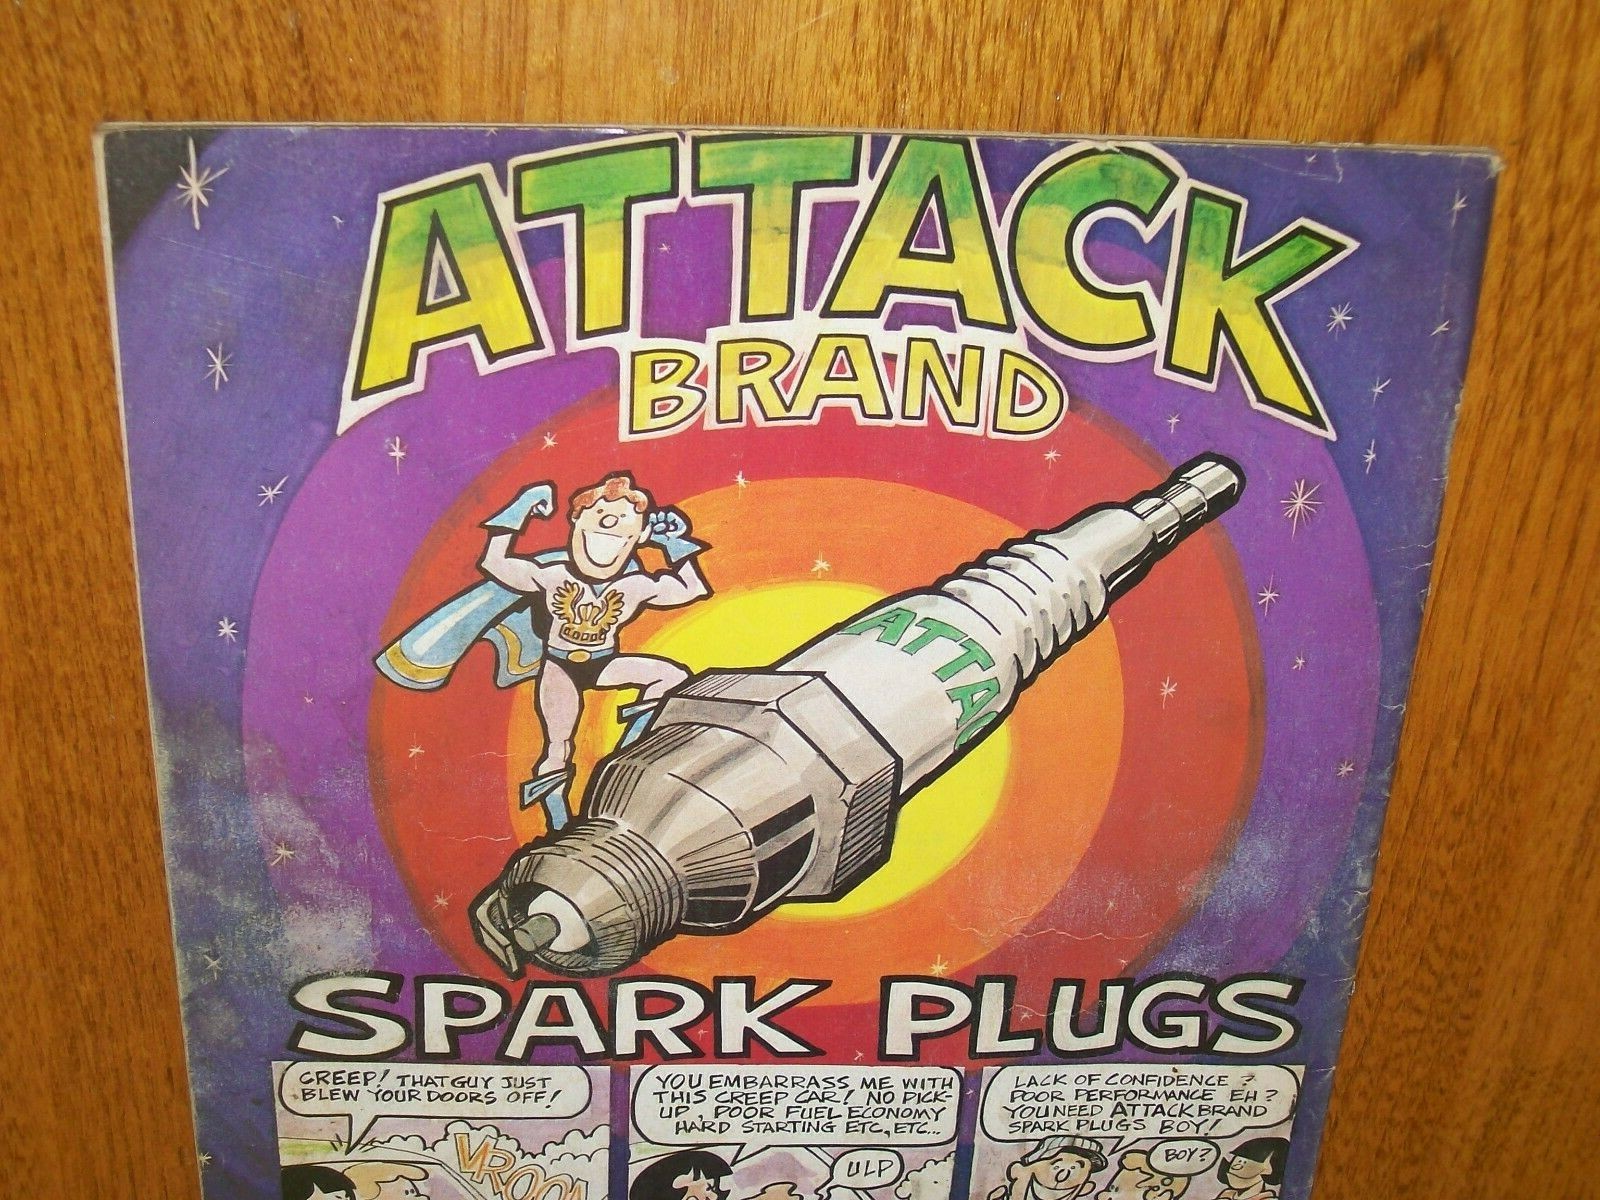 ATTACK
BRAND
ATTAC
SPARK PLUGS
CREEP! THAT GUY JUST
BLEW YOUR DOORS OFF!
VROOM
YOU EMBARRASS ME WITH
THIS CREEP CAR! NO PICK-
UP, POOR FUEL ECONOMY
HARD STARTING ETC, ETC...
ULP
LACK OF CONFIDENCE ?
POOR PERFORMANCE EH ?
YOU NEED ATTACK BRAND
SPARK PLUGS BOY!
BOY?